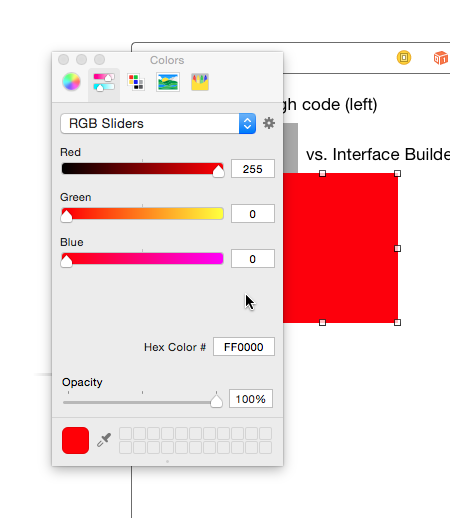 Colors
gh code (left)
RGB Sliders
vs. Interface Builde
Red
255
Green
0
Blue
0
Hex Color # FF0000
Opacity
100%